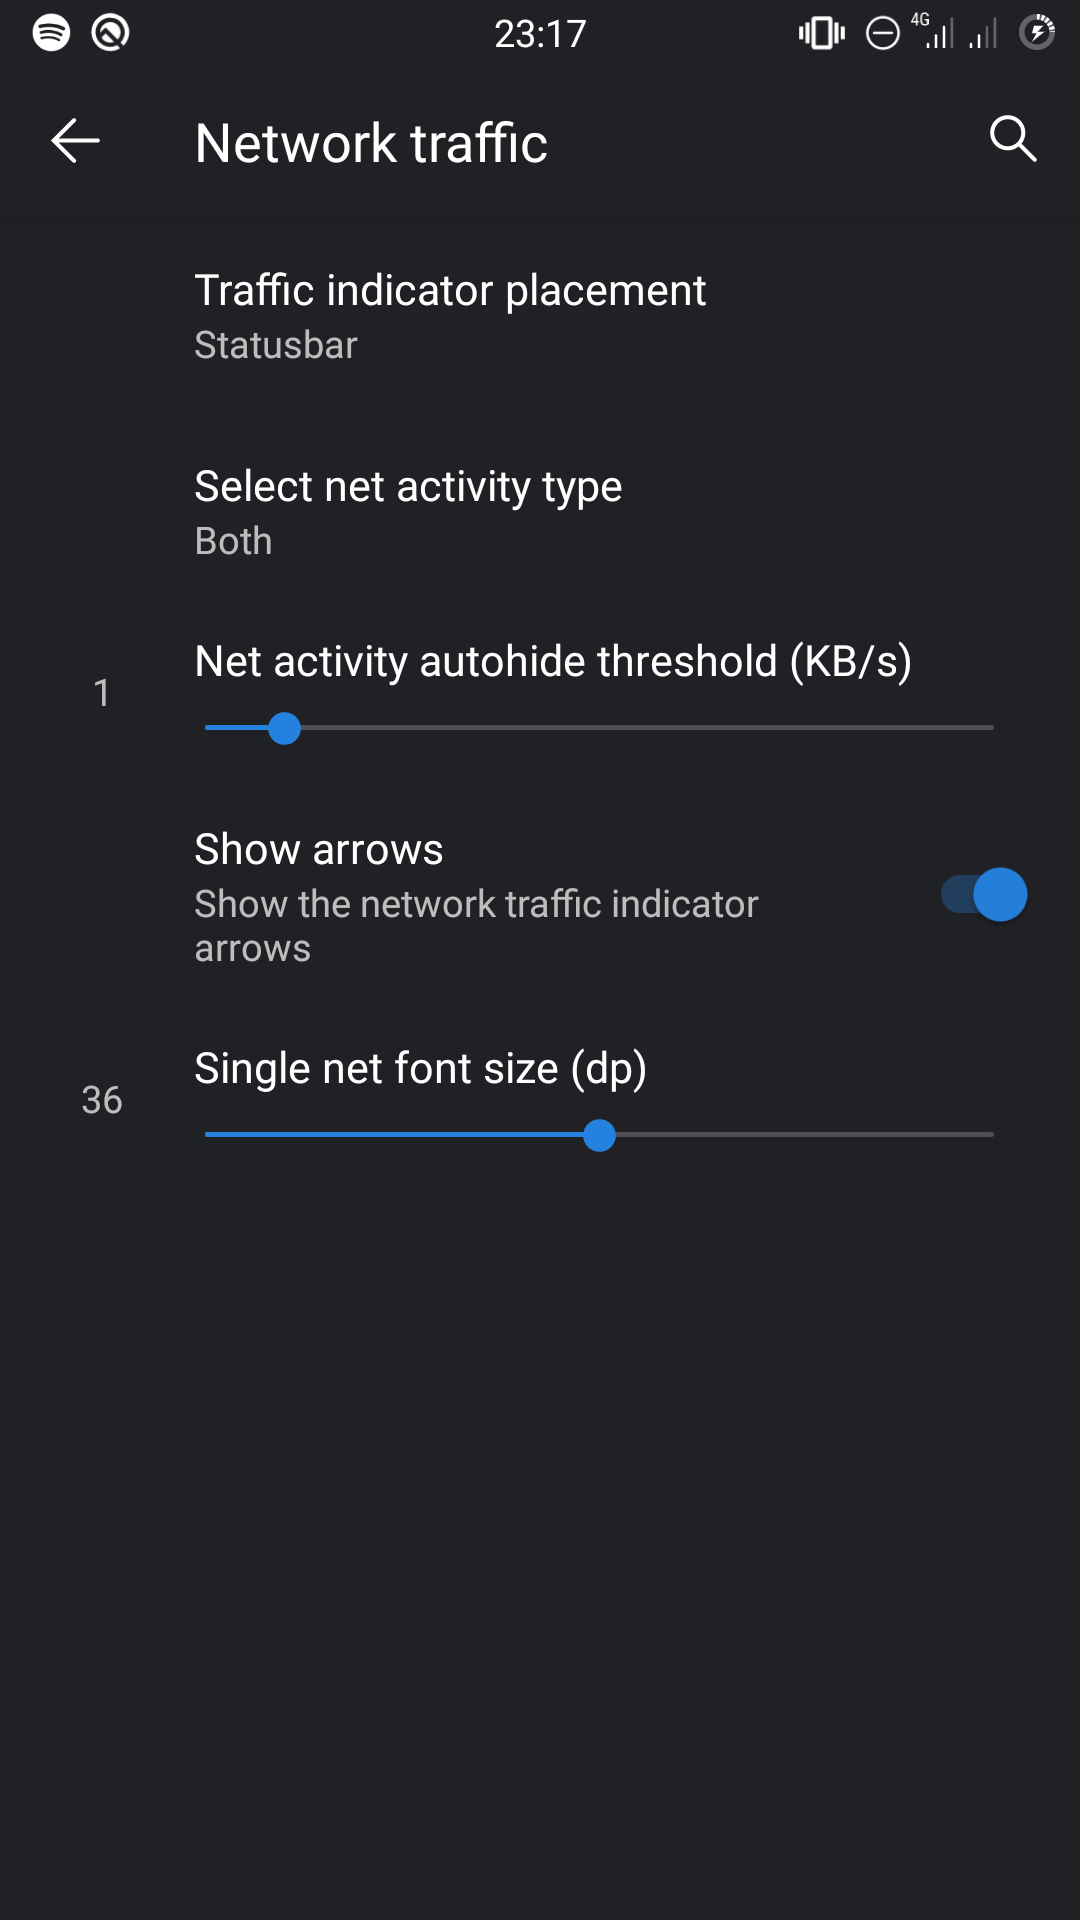 23:17
4G
Network traffic
Traffic indicator placement
Statusbar
Select net activity type
Both
Net activity autohide threshold (KB/s)
1
Show arrows
Show the network traffic indicator
arrows
Single net font size (dp)
36